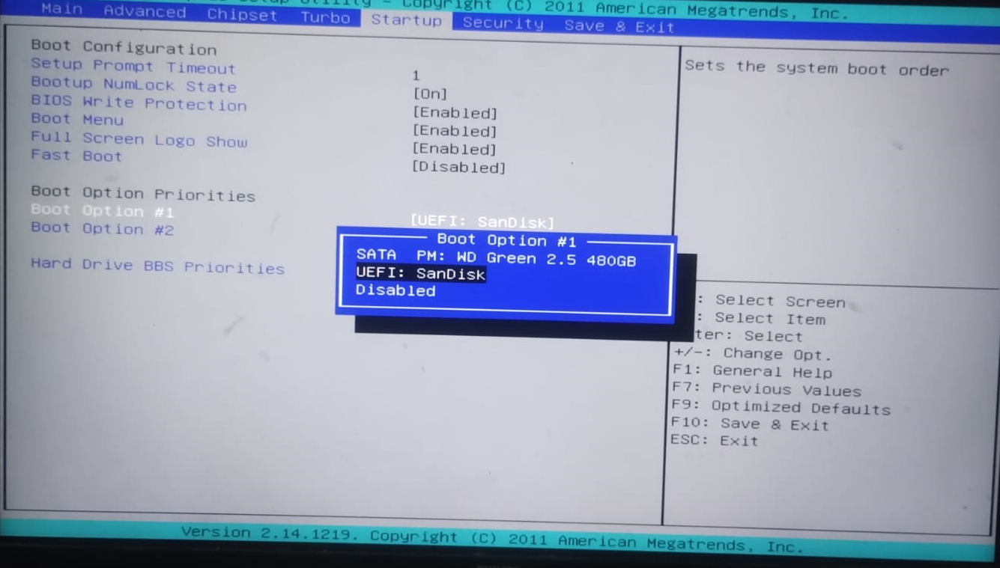 Copyright (C) 2011 American Megatrends, Inc.
Main Advanced Chipset Turbo Startup Security Save & Exit
Boot Configuration
Setup Prompt Timeout 1
Bootup NumLock State [On]
BIOS Write Protection [Enabled]
Boot Menu [Enabled]
Full Screen Logo Show [Enabled]
Fast Boot [Disabled]
Boot Option Priorities
Boot Option #1 [UEFI: SanDisk]
Boot Option #2
Hard Drive BBS Priorities
Boot Option #1
SATA PM: WD Green 2.5 480GB
UEFI: SanDisk
Disabled
Sets the system boot order
: Select Screen
: Select Item
ter: Select
+/-: Change Opt.
F1: General Help
F7: Previous Values
F9: Optimized Defaults
F10: Save & Exit
ESC: Exit
Version 2.14.1219. Copyright (C) 2011 American Megatrends, Inc.